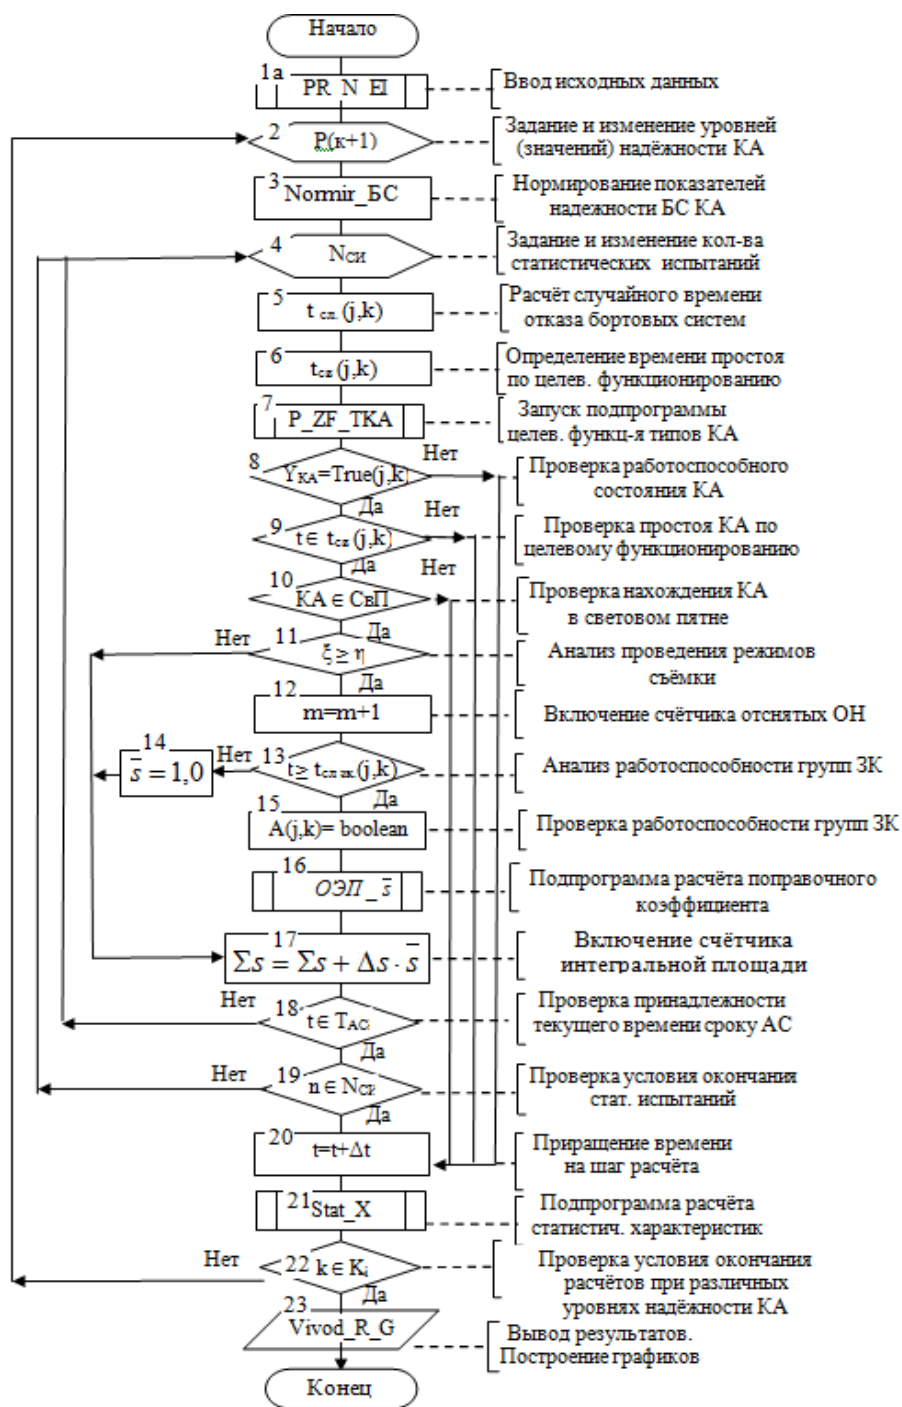 Начало
1а
PR_N_EI
Ввод исходных данных
2
P(к+1)
Задание и изменение уровней
(значений) надёжности КА
3
Normir_БС
Нормирование показателей
надежности БС КА
4
NСИ
Задание и изменение кол-ва
статистических испытаний
5
t сл. (j,k)
Расчёт случайного времени
отказа бортовых систем
6
tсж (j,k)
Определение времени простоя
по целев. функционированию
7
P_ZF_TKA
Запуск подпрограммы
целев. функц-я типов КА
Нет
8
YКА=True(j,k)
Проверка работоспособного
состояния КА
Да
Нет
9
t∈ tсж (j,k)
Проверка простоя КА по
целевому функционированию
Да
Нет
10
КА ∈ СвП
Проверка нахождения КА
в световом пятне
Да
Нет
11
ξ ≥ η
Анализ проведения режимов
съёмки
Да
12
m=m+1
Включение счётчика отснятых ОН
14
s̅ = 1,0
Нет
13
t ≥ tсл зк (j,k)
Анализ работоспособности групп ЗК
Да
15
A(j,k)= boolean
Проверка работоспособности групп ЗК
16
ОЭП_s̅
Подпрограмма расчёта поправочного
коэффициента
17
Σs = Σs + Δs · s̅
Включение счётчика
интегральной площади
Нет
18
t ∈ TАС
Проверка принадлежности
текущего времени сроку АС
Да
Нет
19
n ∈ NСИ
Проверка условия окончания
стат. испытаний
Да
20
t=t+Δt
Приращение времени
на шаг расчёта
21
Stat_X
Подпрограмма расчёта
статистич. характеристик
Нет
22
k ∈ Ki
Проверка условия окончания
расчётов при различных
уровнях надёжности КА
Да
23
Vivod_R_G
Вывод результатов.
Построение графиков
Конец